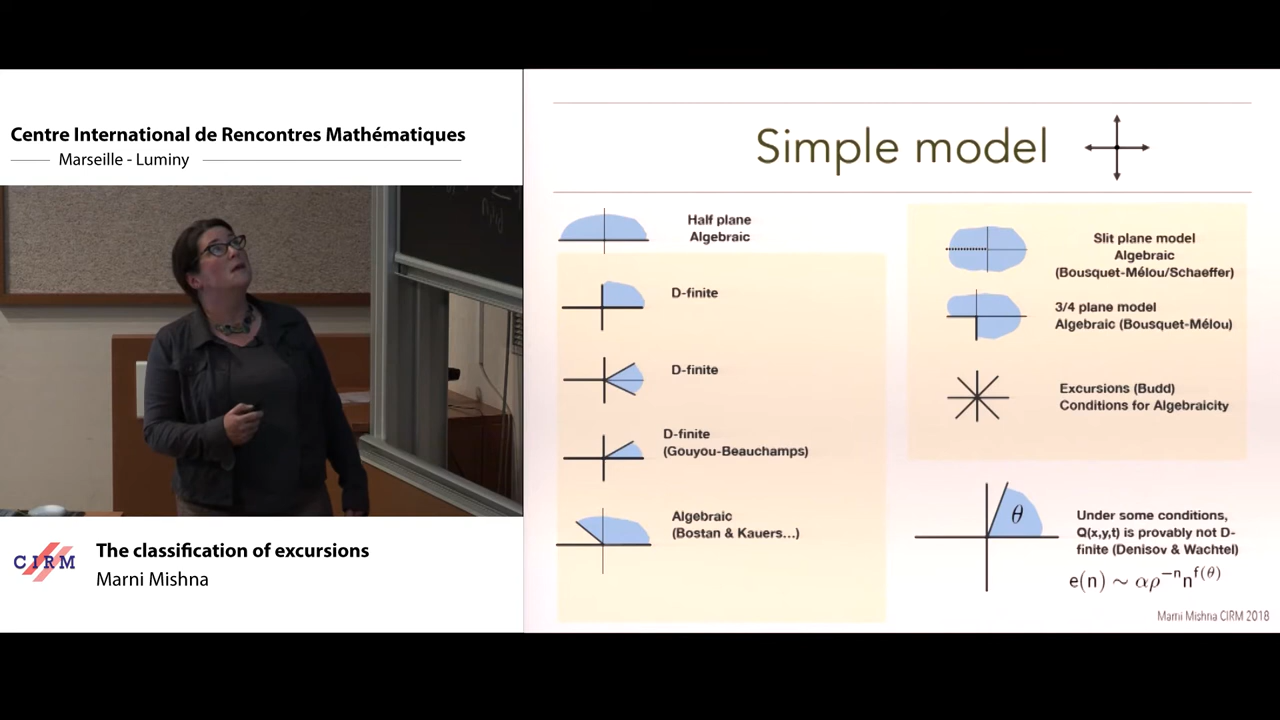 Centre International de Rencontres Mathématiques
Marseille - Luminy
CIRM
The classification of excursions
Marni Mishna
Simple model
Half plane
Algebraic
D-finite
D-finite
D-finite
(Gouyou-Beauchamps)
Algebraic
(Bostan & Kauers...)
Slit plane model
Algebraic
(Bousquet-Mélou/Schaeffer)
3/4 plane model
Algebraic (Bousquet-Mélou)
Excursions (Budd)
Conditions for Algebraicity
θ
Under some conditions,
Q(x,y,t) is provably not D-
finite (Denisov & Wachtel)
e(n) ∼ αρ⁻ⁿn^f(θ)
Marni Mishna CIRM 2018